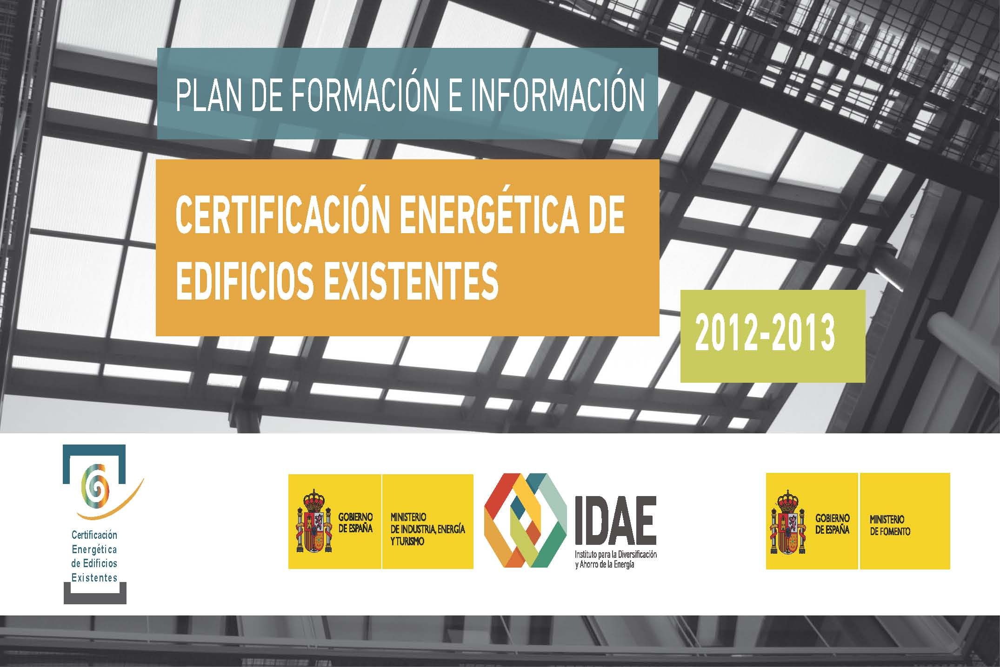 PLAN DE FORMACIÓN E INFORMACIÓN
CERTIFICACIÓN ENERGÉTICA DE
EDIFICIOS EXISTENTES
2012-2013
Certificación
Energética
de Edificios
Existentes
GOBIERNO
DE ESPAÑA
MINISTERIO
DE INDUSTRIA, ENERGÍA
Y TURISMO
IDAE
Instituto para la Diversificación
y Ahorro de la Energía
GOBIERNO
DE ESPAÑA
MINISTERIO
DE FOMENTO